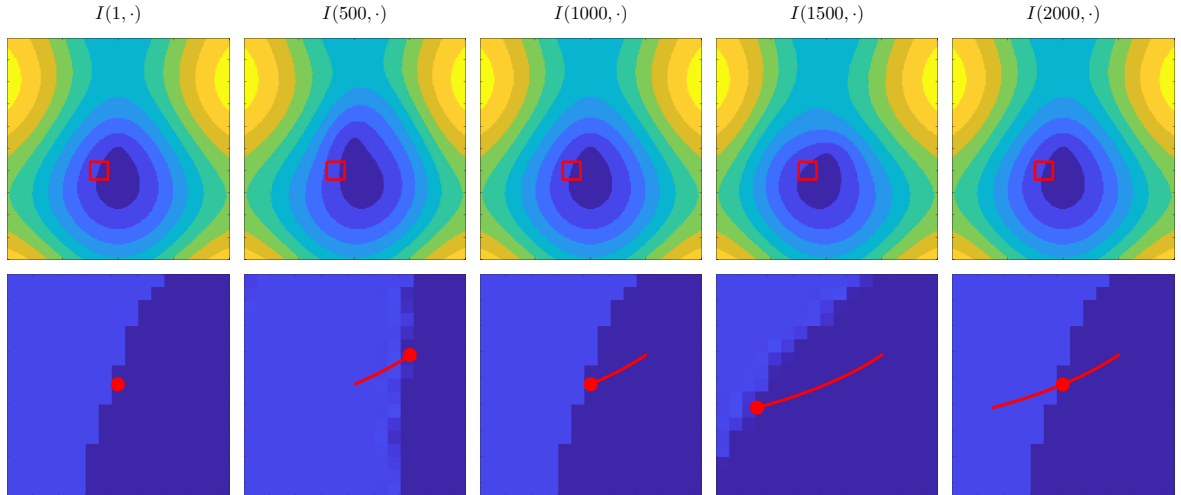 I(1, ·)
I(500, ·)
I(1000, ·)
I(1500, ·)
I(2000, ·)